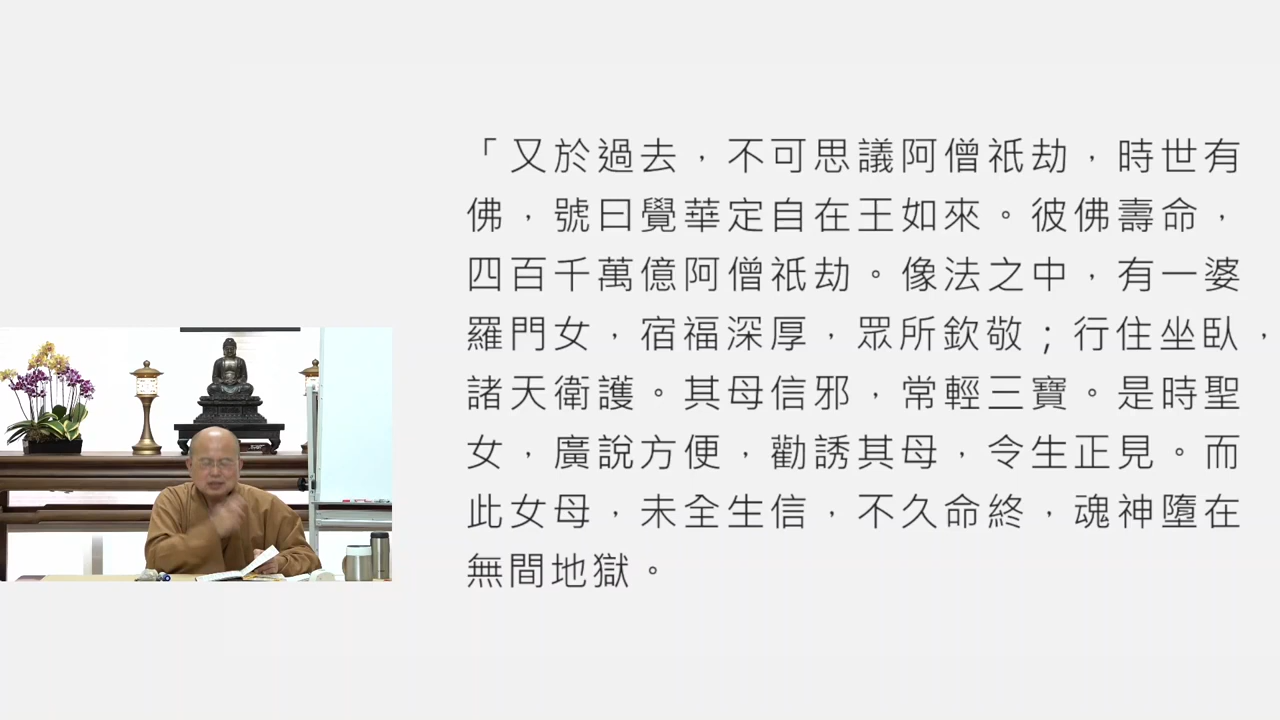 「又於過去，不可思議阿僧祇劫，時世有
佛，號曰覺華定自在王如來。彼佛壽命，
四百千萬億阿僧祇劫。像法之中，有一婆
羅門女，宿福深厚，眾所欽敬；行住坐臥，
諸天衛護。其母信邪，常輕三寶。是時聖
女，廣說方便，勸誘其母，令生正見。而
此女母，未全生信，不久命終，魂神墮在
無間地獄。